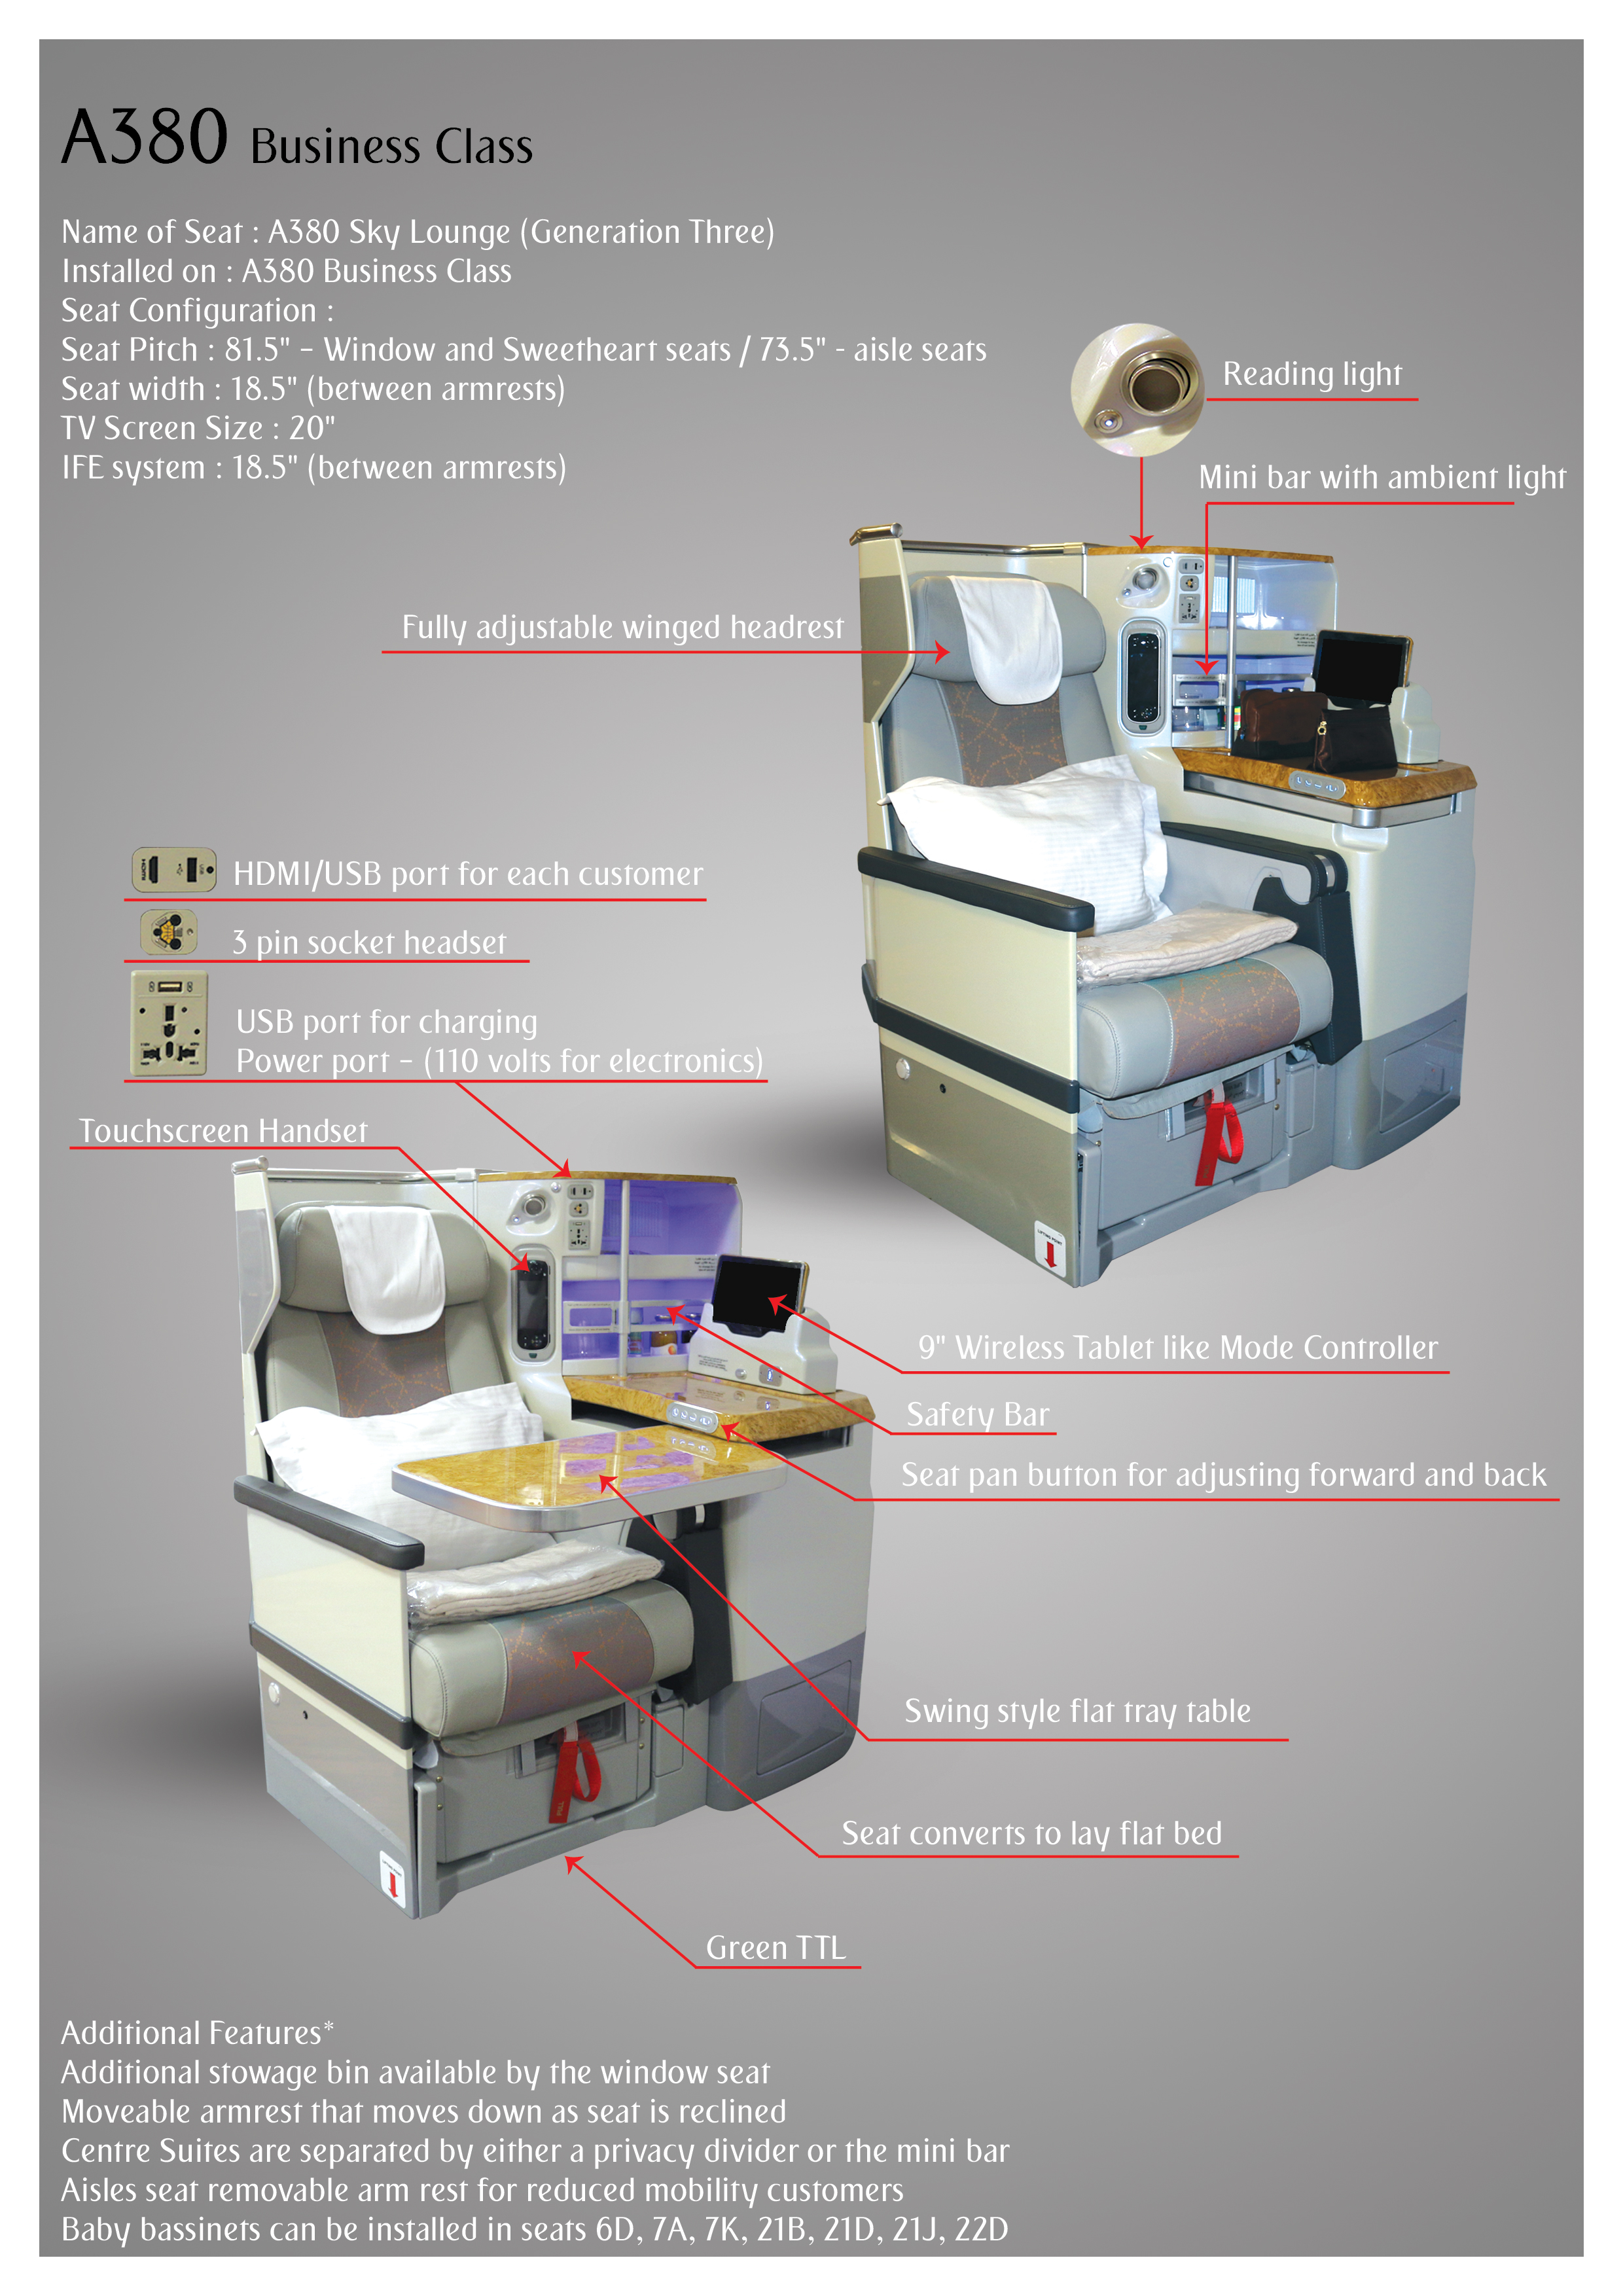 A380 Business Class
Name of Seat : A380 Sky Lounge (Generation Three)
Installed on : A380 Business Class
Seat Configuration :
Seat Pitch : 81.5" – Window and Sweetheart seats / 73.5" - aisle seats
Seat width : 18.5" (between armrests)
TV Screen Size : 20"
IFE system : 18.5" (between armrests)
Reading light
Mini bar with ambient light
Fully adjustable winged headrest
HDMI/USB port for each customer
3 pin socket headset
USB port for charging
Power port – (110 volts for electronics)
Touchscreen Handset
LIFTING POINT
9" Wireless Tablet like Mode Controller
Safety Bar
Seat pan button for adjusting forward and back
Swing style flat tray table
Seat converts to lay flat bed
Green TTL
Additional Features*
Additional stowage bin available by the window seat
Moveable armrest that moves down as seat is reclined
Centre Suites are separated by either a privacy divider or the mini bar
Aisles seat removable arm rest for reduced mobility customers
Baby bassinets can be installed in seats 6D, 7A, 7K, 21B, 21D, 21J, 22D